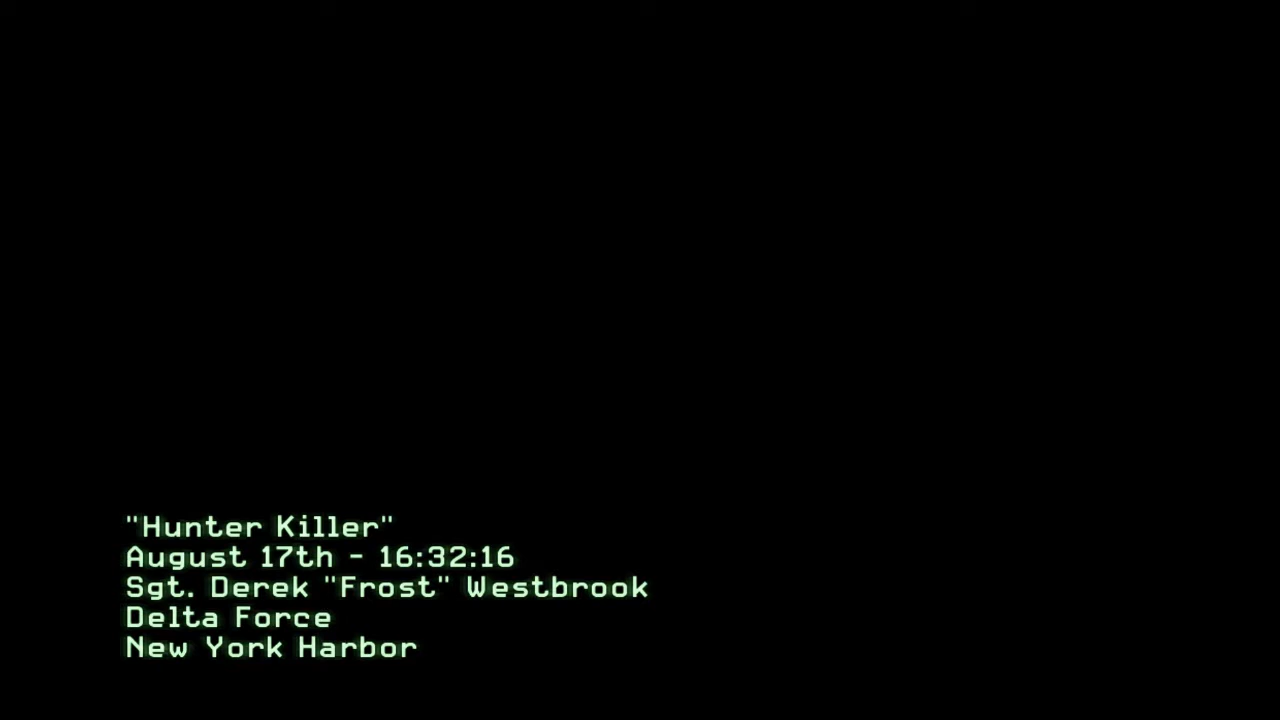 "Hunter Killer"
August 17th - 16:32:16
Sgt. Derek "Frost" Westbrook
Delta Force
New York Harbor